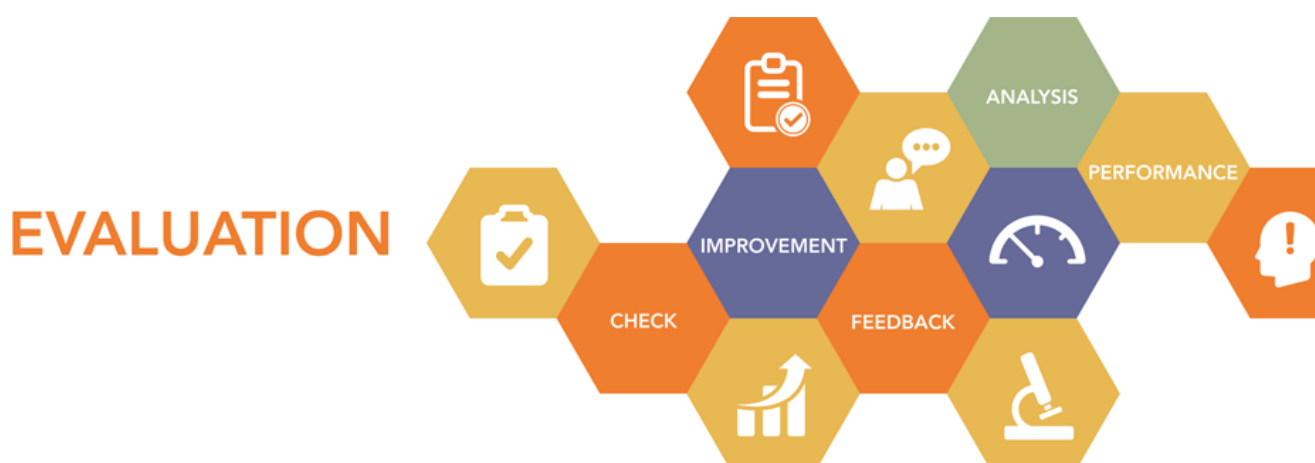 EVALUATION
ANALYSIS
PERFORMANCE
IMPROVEMENT
CHECK
FEEDBACK